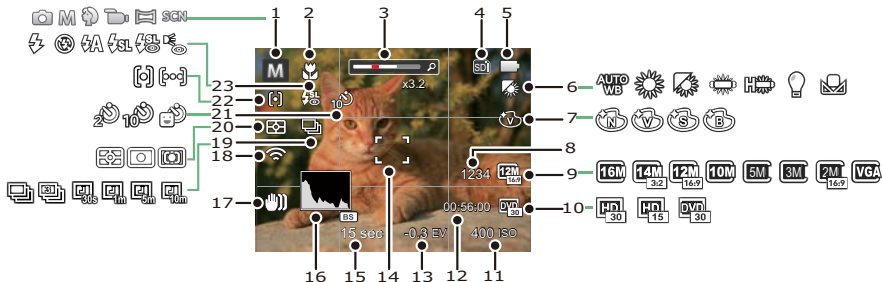 1 2 3 4 5
M SCN
A SL SL
M
SD
AUTO WB H
23
x3.2
6
22
SL
10
V
N V S B
7
2 10
21
20
19
8
18
1234
12M 16:9
9
16M 14M 3:2 12M 16:9 10M 5M 3M 2M 16:9 VGA
30s 1m 5m 10m
17
00:56:00
DVD 30
10
HD 30 HD 15 DVD 30
BS
15 sec -0.3 EV 400 ISO
16 15 14 13 12 11